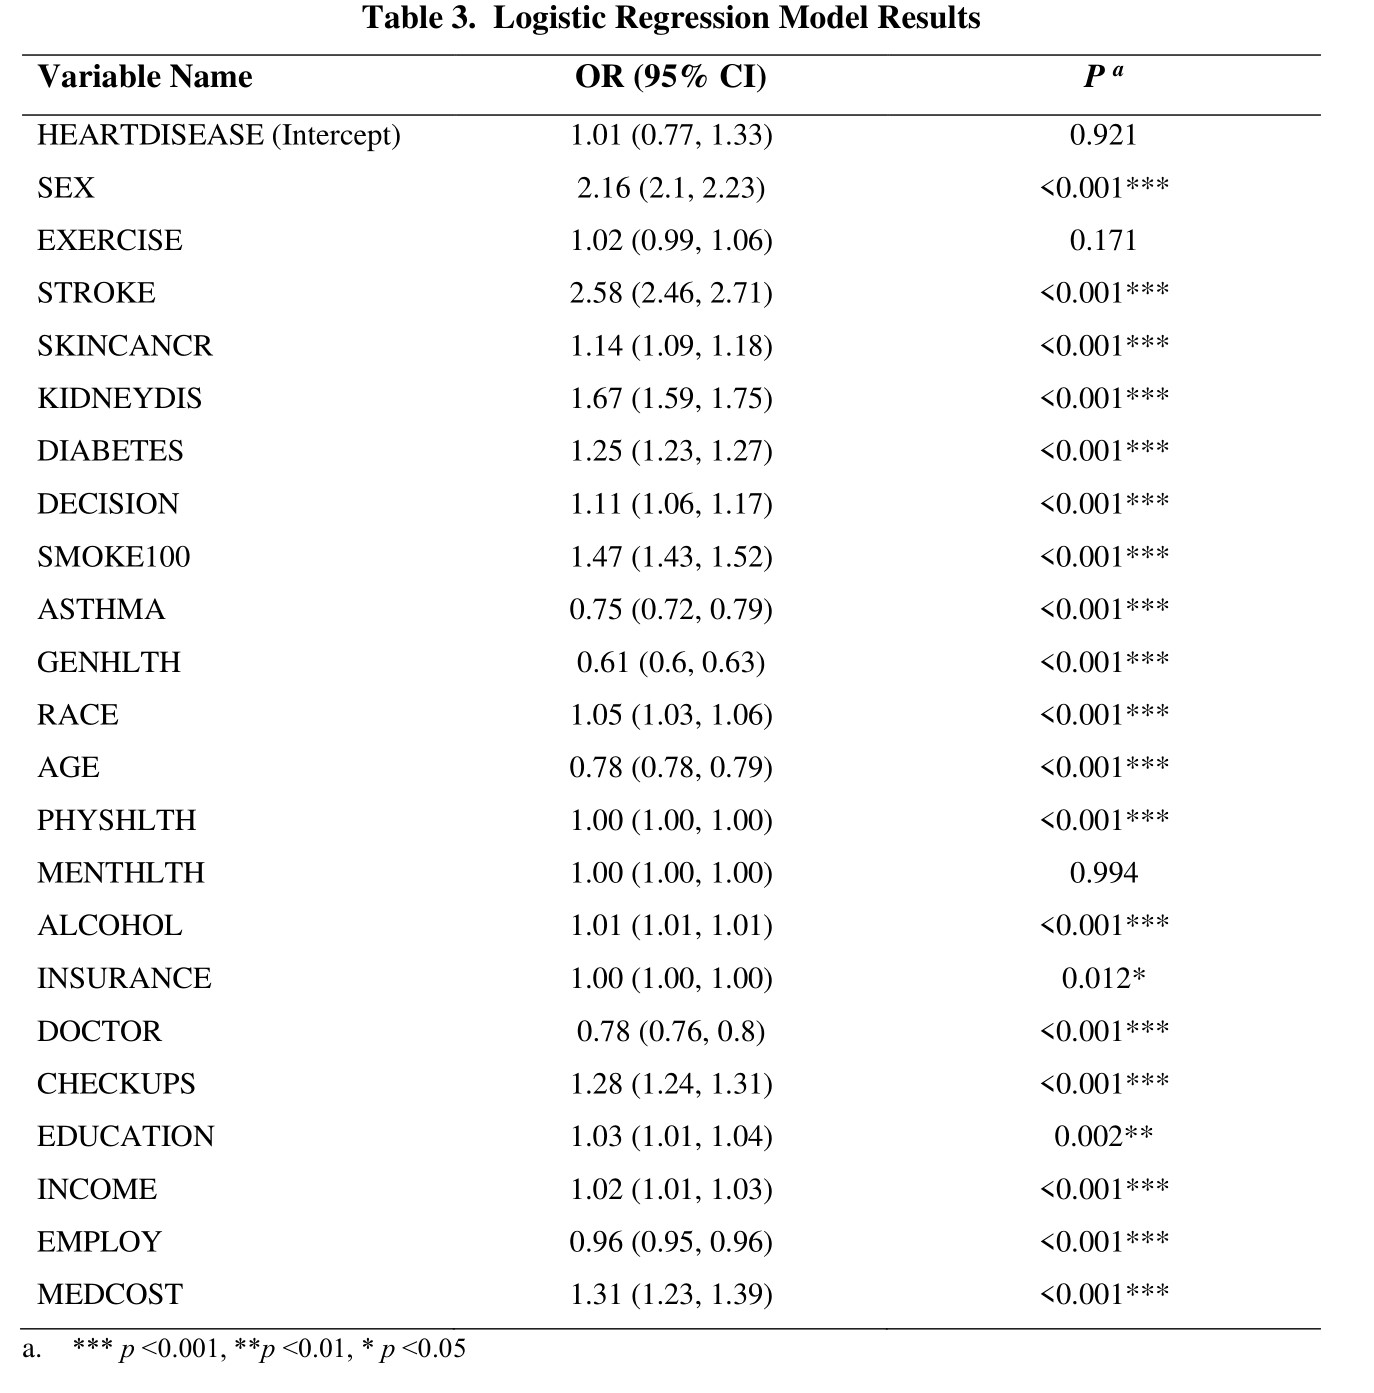 Table 3. Logistic Regression Model Results
Variable Name OR (95% CI) P a
HEARTDISEASE (Intercept) 1.01 (0.77, 1.33) 0.921
SEX 2.16 (2.1, 2.23) <0.001***
EXERCISE 1.02 (0.99, 1.06) 0.171
STROKE 2.58 (2.46, 2.71) <0.001***
SKINCANCR 1.14 (1.09, 1.18) <0.001***
KIDNEYDIS 1.67 (1.59, 1.75) <0.001***
DIABETES 1.25 (1.23, 1.27) <0.001***
DECISION 1.11 (1.06, 1.17) <0.001***
SMOKE100 1.47 (1.43, 1.52) <0.001***
ASTHMA 0.75 (0.72, 0.79) <0.001***
GENHLTH 0.61 (0.6, 0.63) <0.001***
RACE 1.05 (1.03, 1.06) <0.001***
AGE 0.78 (0.78, 0.79) <0.001***
PHYSHLTH 1.00 (1.00, 1.00) <0.001***
MENTHLTH 1.00 (1.00, 1.00) 0.994
ALCOHOL 1.01 (1.01, 1.01) <0.001***
INSURANCE 1.00 (1.00, 1.00) 0.012*
DOCTOR 0.78 (0.76, 0.8) <0.001***
CHECKUPS 1.28 (1.24, 1.31) <0.001***
EDUCATION 1.03 (1.01, 1.04) 0.002**
INCOME 1.02 (1.01, 1.03) <0.001***
EMPLOY 0.96 (0.95, 0.96) <0.001***
MEDCOST 1.31 (1.23, 1.39) <0.001***
a. *** p <0.001, **p <0.01, * p <0.05